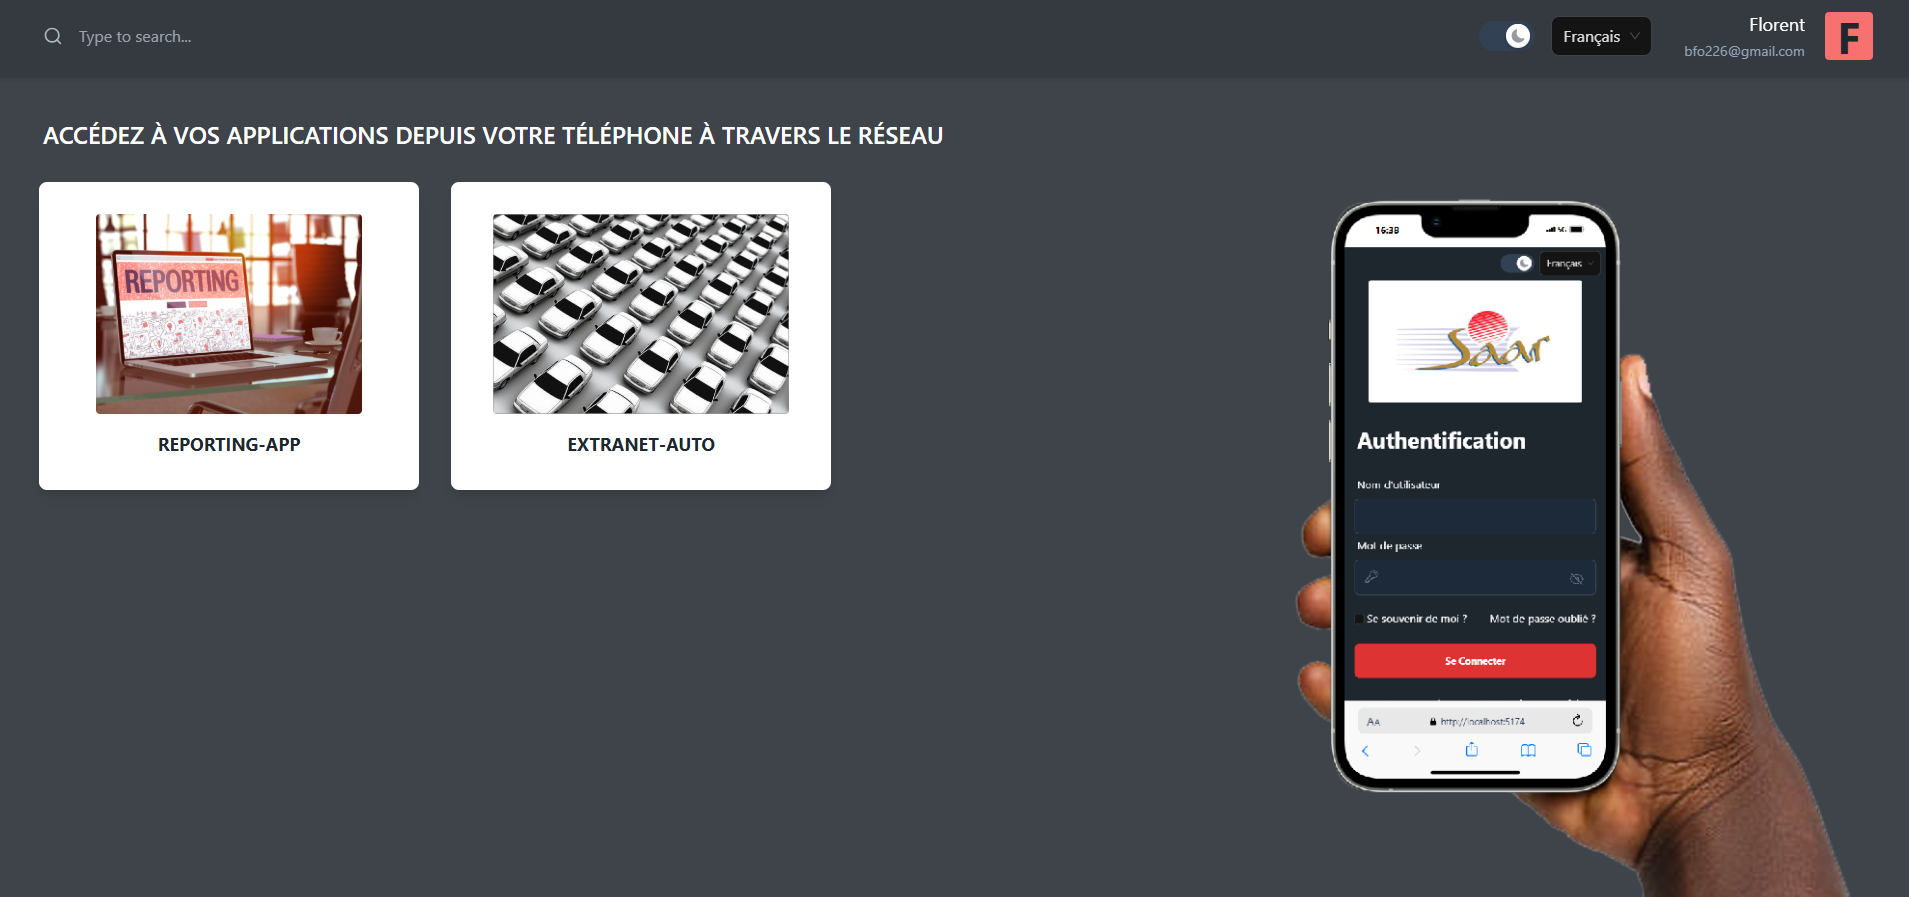 Type to search...
Français
Florent
bfo226@gmail.com
F
ACCÉDEZ À VOS APPLICATIONS DEPUIS VOTRE TÉLÉPHONE À TRAVERS LE RÉSEAU
REPORTING
REPORTING-APP
EXTRANET-AUTO
16:38
5G
Français
Saar
Authentification
Nom d'utilisateur
Mot de passe
Se souvenir de moi ?
Mot de passe oublié ?
Se Connecter
AA
http://localhost:5174